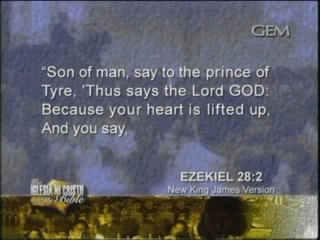 GEM
“Son of man, say to the prince of
Tyre, 'Thus says the Lord GOD:
Because your heart is lifted up,
And you say,
EZEKIEL 28:2
New King James Version
IGLESIA NI CRISTO
Bible